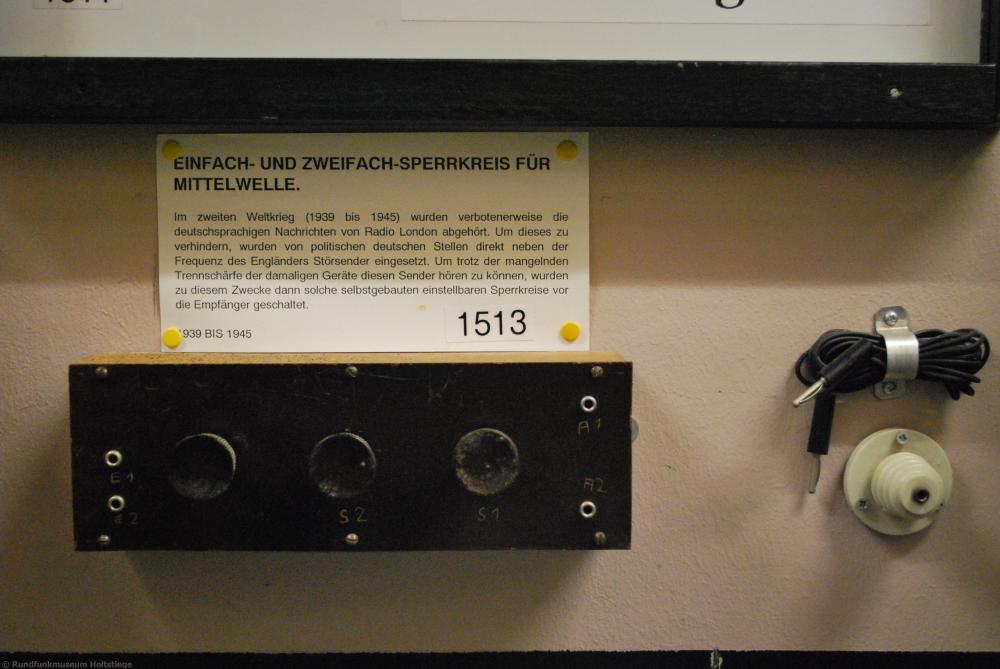 EINFACH- UND ZWEIFACH-SPERRKREIS FÜR
MITTELWELLE.
Im zweiten Weltkrieg (1939 bis 1945) wurden verbotenerweise die
deutschsprachigen Nachrichten von Radio London abgehört. Um dieses zu
verhindern, wurden von politischen deutschen Stellen direkt neben der
Frequenz des Engländers Störsender eingesetzt. Um trotz der mangelnden
Trennschärfe der damaligen Geräte diesen Sender hören zu können, wurden
zu diesem Zwecke dann solche selbstgebauten einstellbaren Sperrkreise vor
die Empfänger geschaltet.
1939 BIS 1945
1513
A1
E1
A2
E2
S2
S1
© Rundfunkmuseum Holtstiege